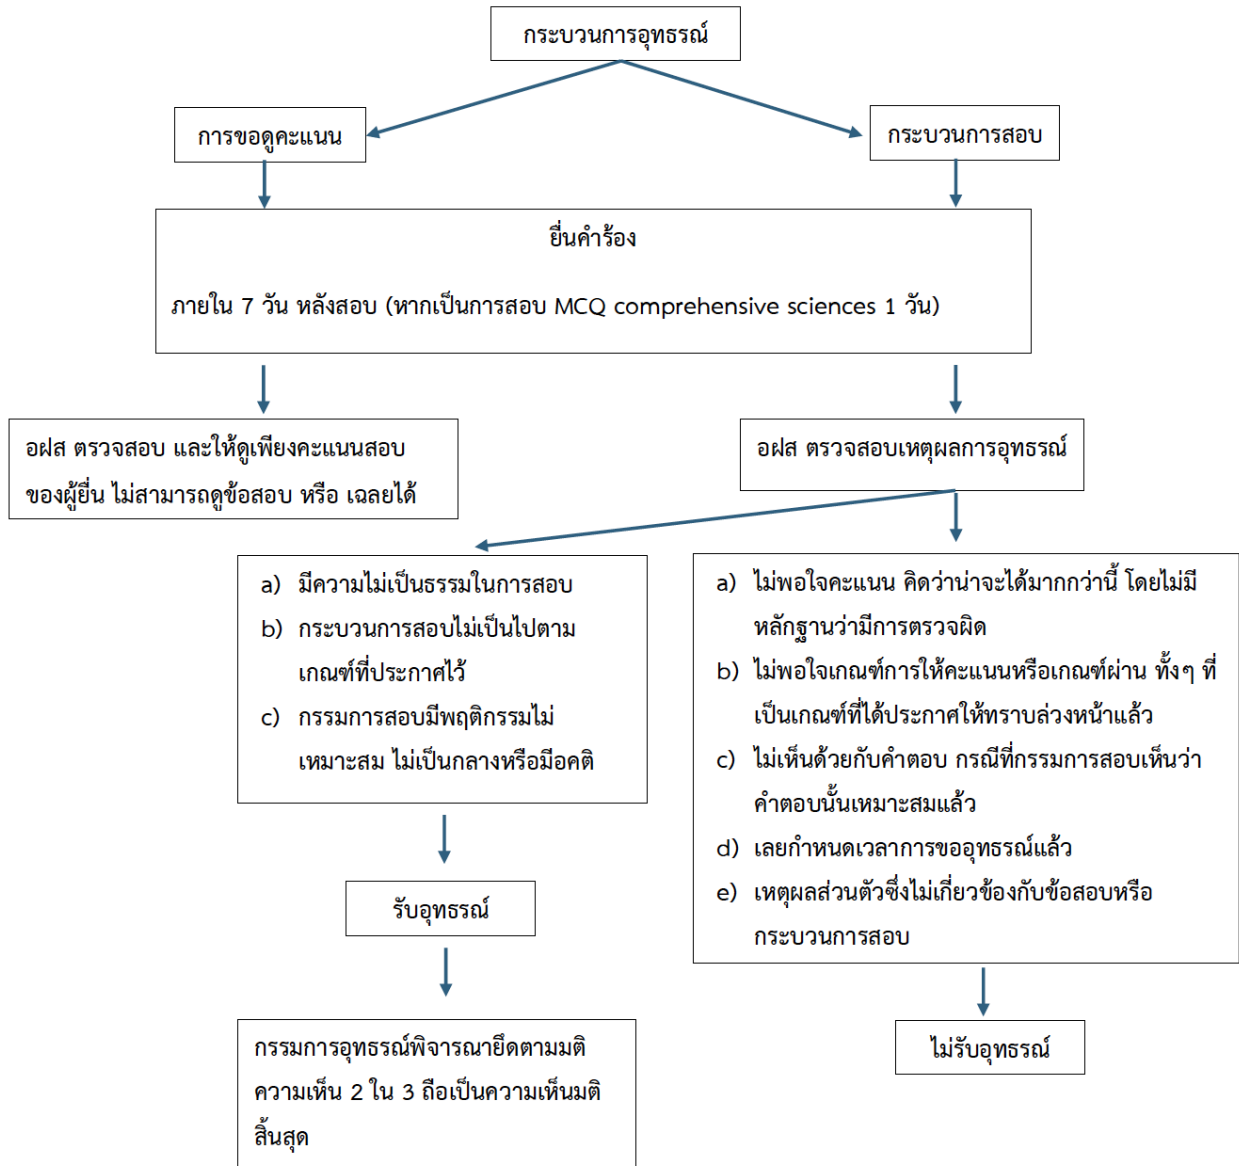 กระบวนการอุทธรณ์
การขอดูคะแนน
กระบวนการสอบ
ยื่นคำร้อง
ภายใน 7 วัน หลังสอบ (หากเป็นการสอบ MCQ comprehensive sciences 1 วัน)
อฝส ตรวจสอบ และให้ดูเพียงคะแนนสอบ
ของผู้ยื่น ไม่สามารถดูข้อสอบ หรือ เฉลยได้
อฝส ตรวจสอบเหตุผลการอุทธรณ์
a) มีความไม่เป็นธรรมในการสอบ
b) กระบวนการสอบไม่เป็นไปตาม
เกณฑ์ที่ประกาศไว้
c) กรรมการสอบมีพฤติกรรมไม่
เหมาะสม ไม่เป็นกลางหรือมีอคติ
a) ไม่พอใจคะแนน คิดว่าน่าจะได้มากกว่านี้ โดยไม่มี
หลักฐานว่ามีการตรวจผิด
b) ไม่พอใจเกณฑ์การให้คะแนนหรือเกณฑ์ผ่าน ทั้งๆ ที่
เป็นเกณฑ์ที่ได้ประกาศให้ทราบล่วงหน้าแล้ว
c) ไม่เห็นด้วยกับคำตอบ กรณีที่กรรมการสอบเห็นว่า
คำตอบนั้นเหมาะสมแล้ว
d) เลยกำหนดเวลาการขออุทธรณ์แล้ว
e) เหตุผลส่วนตัวซึ่งไม่เกี่ยวข้องกับข้อสอบหรือ
กระบวนการสอบ
รับอุทธรณ์
ไม่รับอุทธรณ์
กรรมการอุทธรณ์พิจารณายึดตามมติ
ความเห็น 2 ใน 3 ถือเป็นความเห็นมติ
สิ้นสุด